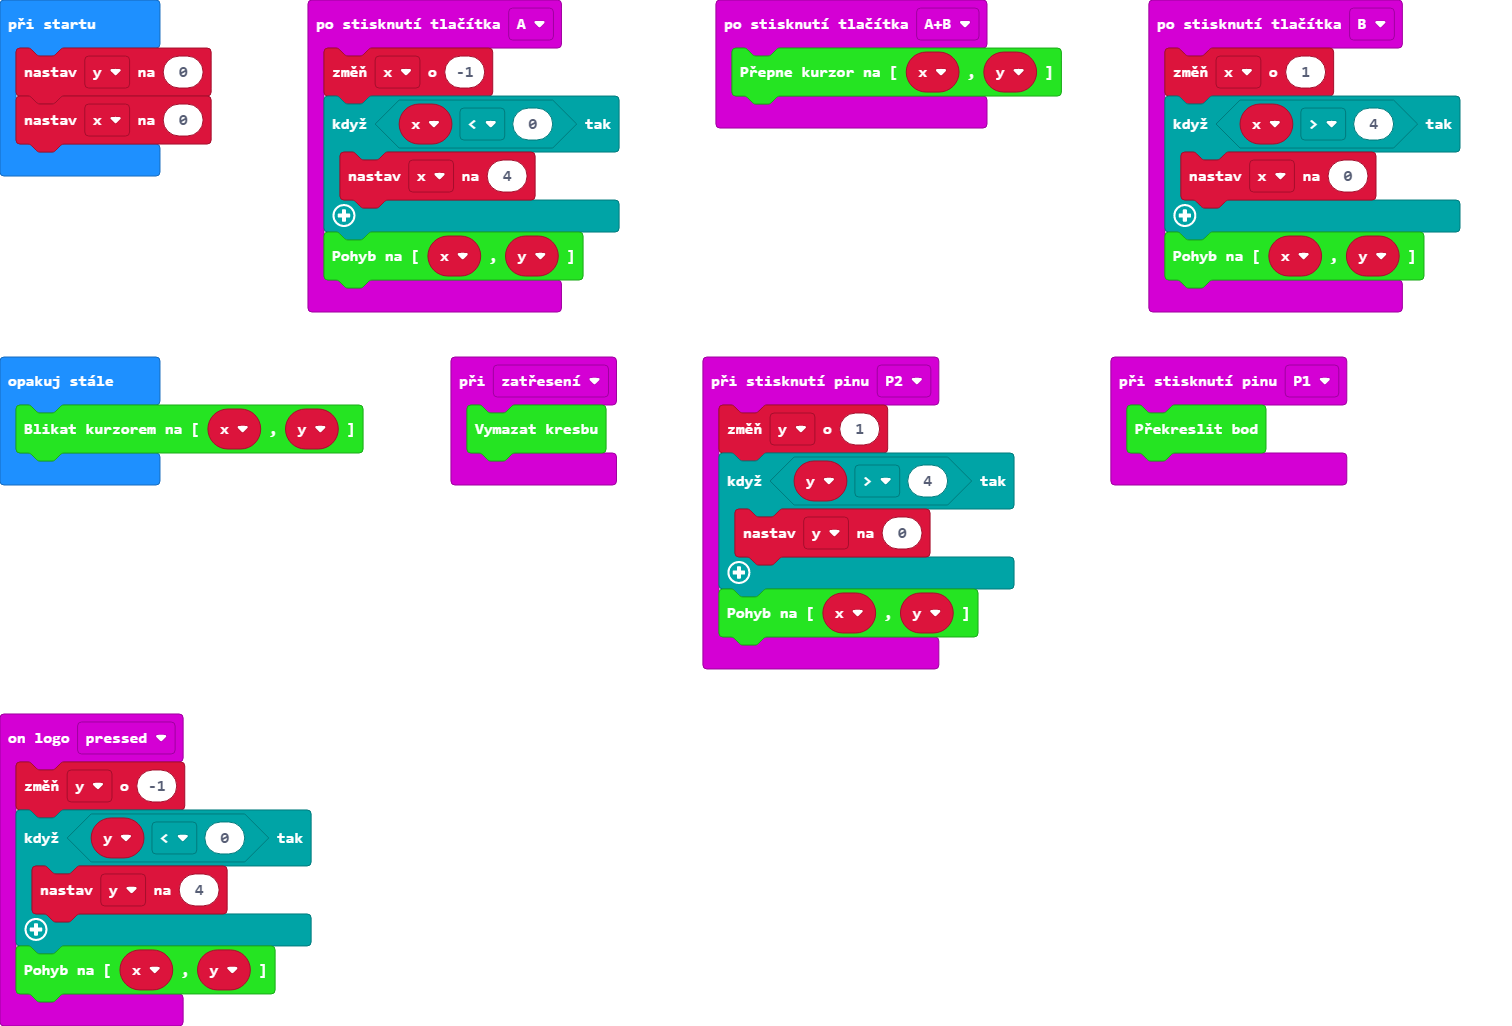 při startu
nastav y na 0
nastav x na 0
po stisknutí tlačítka A
změň x o -1
když x < 0 tak
nastav x na 4
Pohyb na [ x , y ]
po stisknutí tlačítka A+B
Přepne kurzor na [ x , y ]
po stisknutí tlačítka B
změň x o 1
když x > 4 tak
nastav x na 0
Pohyb na [ x , y ]
opakuj stále
Blikat kurzorem na [ x , y ]
při zatřesení
Vymazat kresbu
při stisknutí pinu P2
změň y o 1
když y > 4 tak
nastav y na 0
Pohyb na [ x , y ]
při stisknutí pinu P1
Překreslit bod
on logo pressed
změň y o -1
když y < 0 tak
nastav y na 4
Pohyb na [ x , y ]